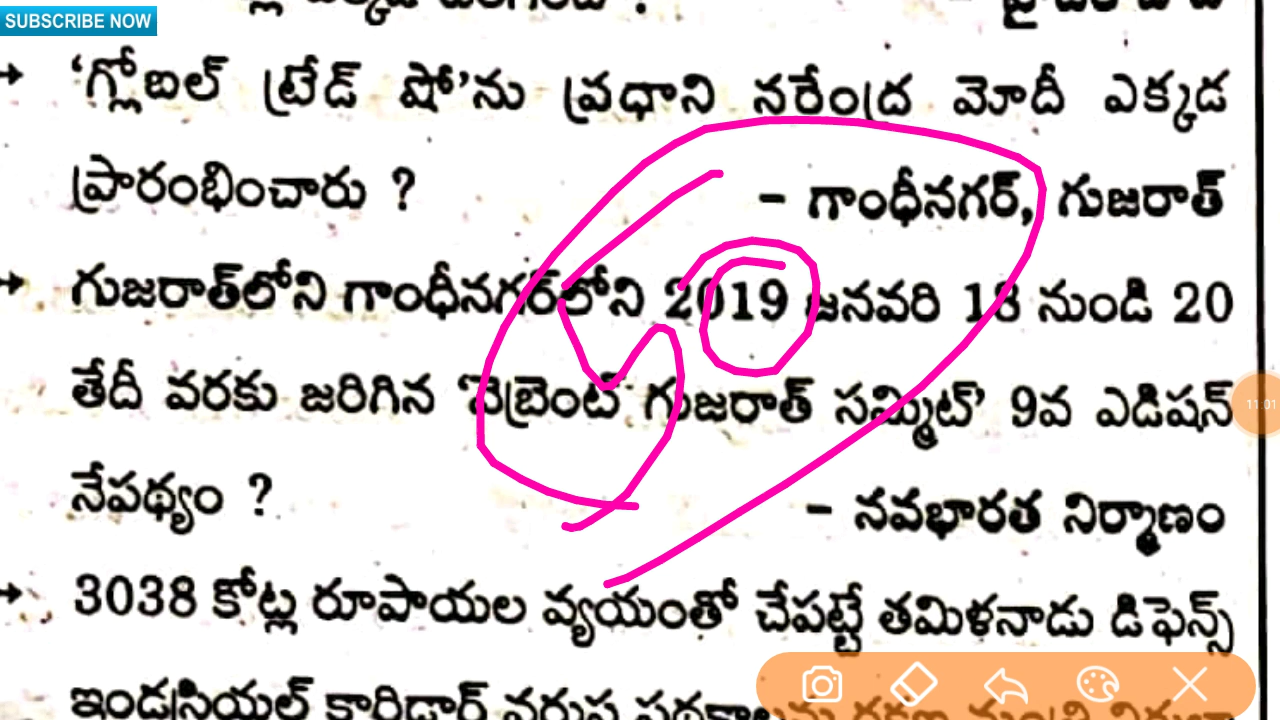 SUBSCRIBE NOW
→ ‘గ్లోబల్ ట్రేడ్ షో’ను ప్రధాని నరేంద్ర మోదీ ఎక్కడ
ప్రారంభించారు ? – గాంధీనగర్, గుజరాత్
→ గుజరాత్‌లోని గాంధీనగర్‌లోని 2019 జనవరి 18 నుండి 20
తేదీ వరకు జరిగిన ‘వైబ్రెంట్ గుజరాత్ సమ్మిట్’ 9వ ఎడిషన్
11:01
నేపథ్యం ? – నవభారత నిర్మాణం
→ 3038 కోట్ల రూపాయల వ్యయంతో చేపట్టే తమిళనాడు డిఫెన్స్
ఇండస్ట్రియల్ కారిడార్